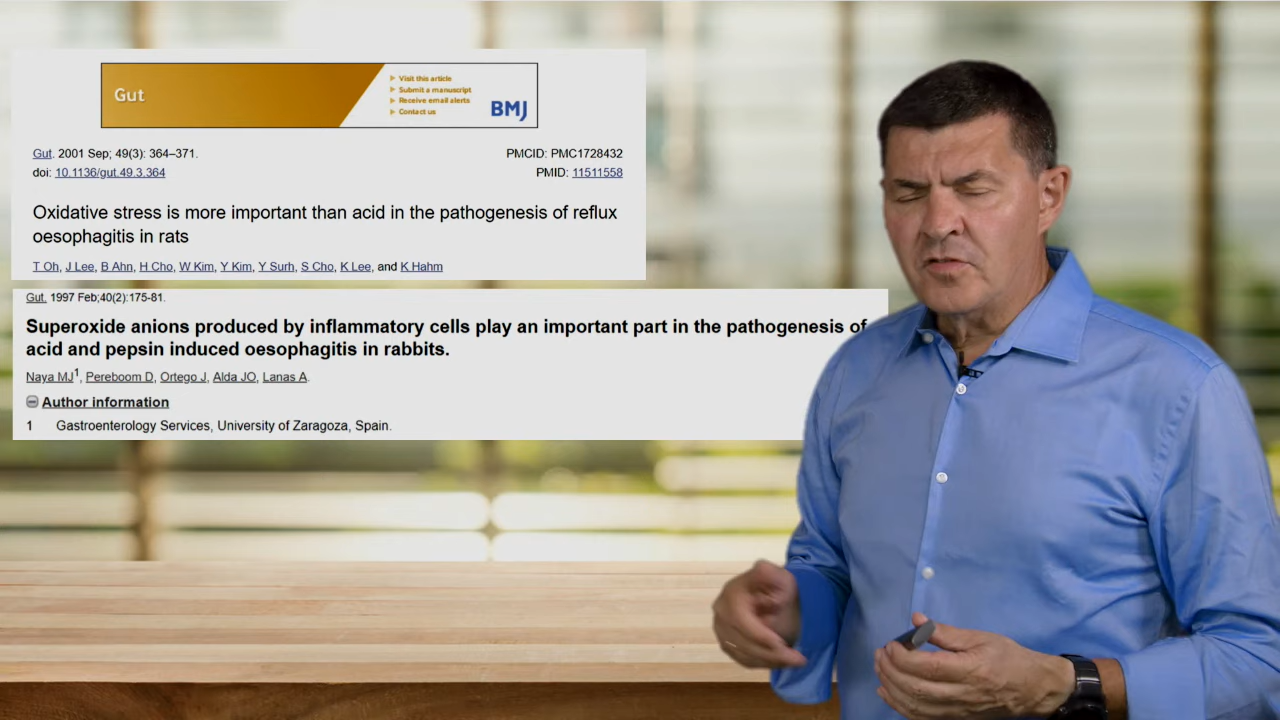 Gut
Visit this article
Submit a manuscript
Receive email alerts
Contact us
BMJ
Gut. 2001 Sep; 49(3): 364–371.
PMCID: PMC1728432
doi: 10.1136/gut.49.3.364
PMID: 11511558
Oxidative stress is more important than acid in the pathogenesis of reflux
oesophagitis in rats
T Oh, J Lee, B Ahn, H Cho, W Kim, Y Kim, Y Surh, S Cho, K Lee, and K Hahm
Gut. 1997 Feb;40(2):175-81.
Superoxide anions produced by inflammatory cells play an important part in the pathogenesis of
acid and pepsin induced oesophagitis in rabbits.
Naya MJ1, Pereboom D, Ortego J, Alda JO, Lanas A.
Author information
1 Gastroenterology Services, University of Zaragoza, Spain.